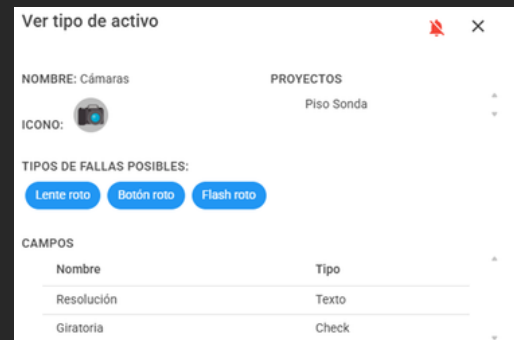 Ver tipo de activo
NOMBRE: Cámaras
PROYECTOS
Piso Sonda
ICONO:
TIPOS DE FALLAS POSIBLES:
Lente roto Botón roto Flash roto
CAMPOS
Nombre Tipo
Resolución Texto
Giratoria Check